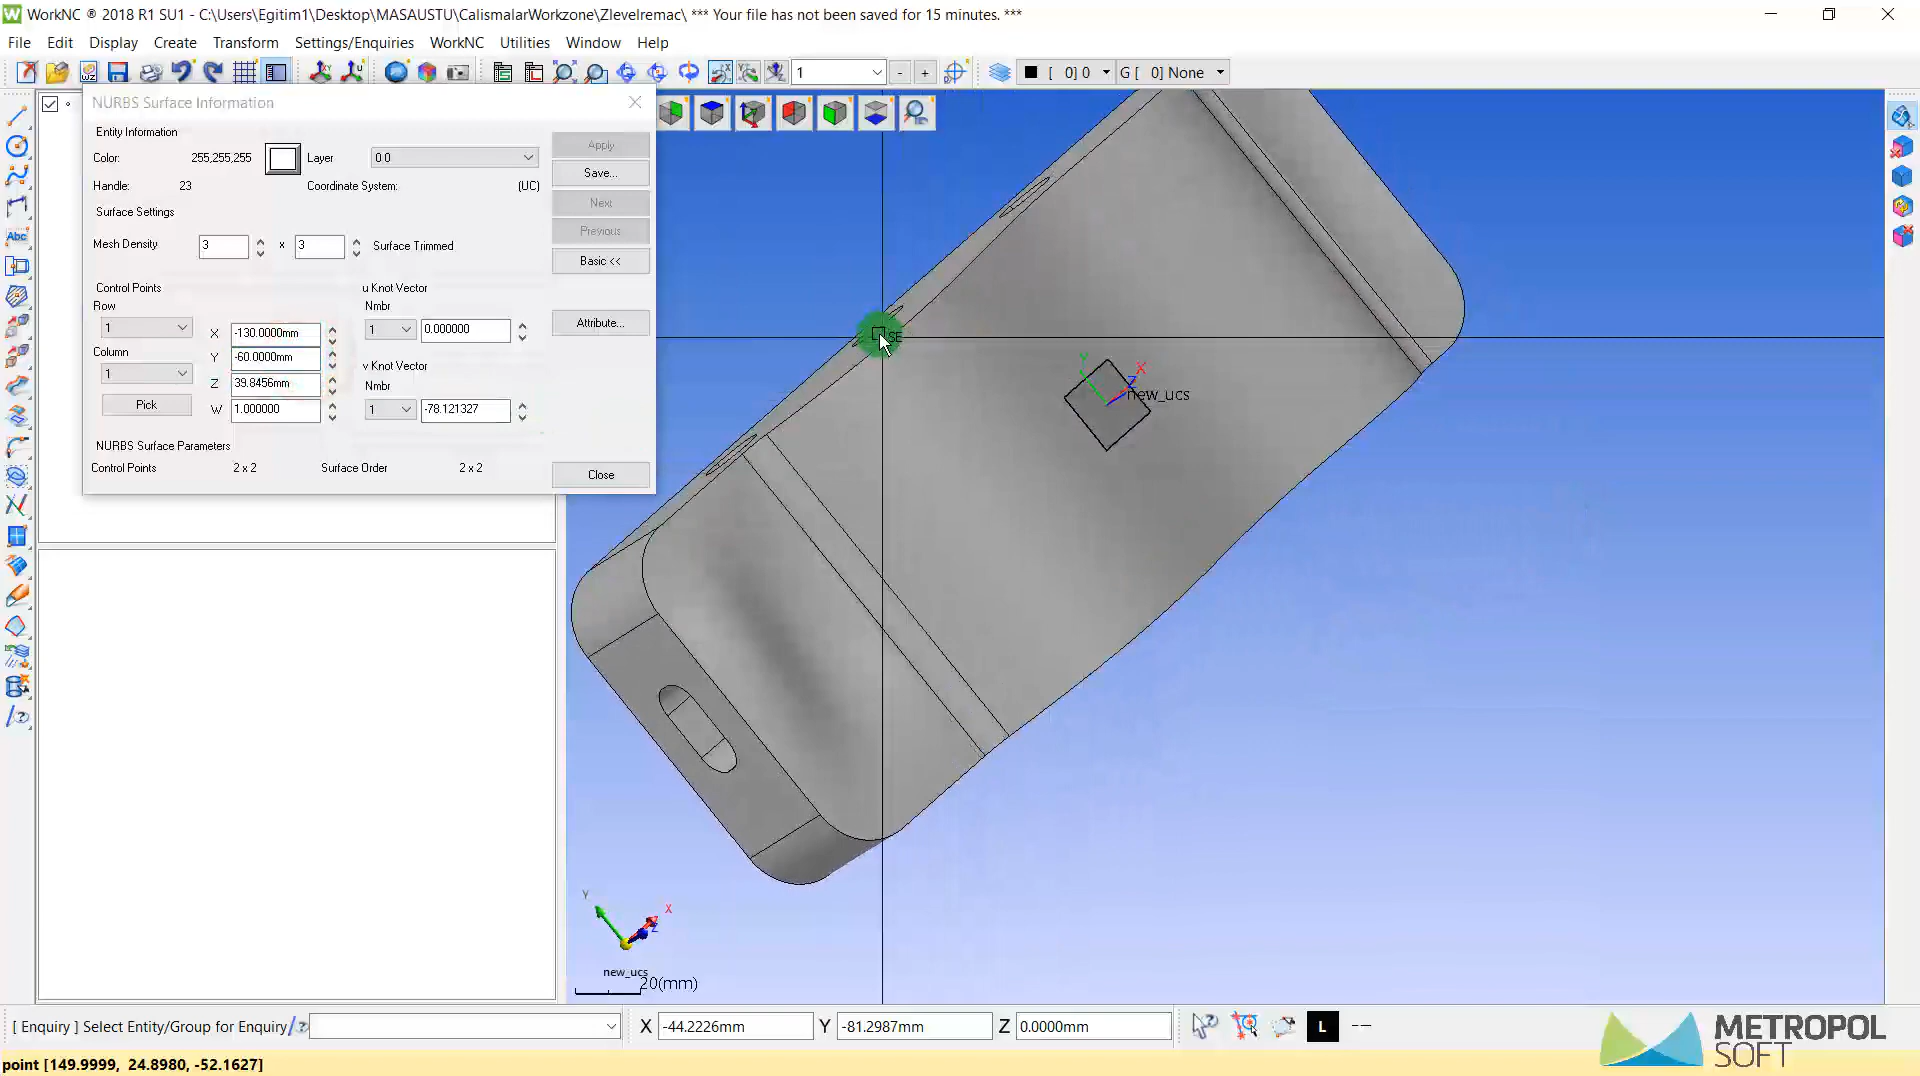 WorkNC ® 2018 R1 SU1 - C:\Users\Egitim1\Desktop\MASAUSTU\CalismalarWorkzone\Zlevelremac\ *** Your file has not been saved for 15 minutes. ***
File Edit Display Create Transform Settings/Enquiries WorkNC Utilities Window Help
1 - + [ 0] 0 G [ 0] None
NURBS Surface Information
Entity Information
Color: 255,255,255 Layer 0 0 Apply
Save...
Handle: 23 Coordinate System: (UC)
Next
Surface Settings
Previous
Mesh Density 3 x 3 Surface Trimmed
Basic <<
Control Points u Knot Vector
Row Nmbr
1 X -130.0000mm 1 0.000000 Attribute...
Column Y -60.0000mm v Knot Vector
1 Z 39.8456mm Nmbr
Pick W 1.000000 1 -78.121327
NURBS Surface Parameters
Control Points 2 x 2 Surface Order 2 x 2 Close
Abc
SE
Y X
Z
new_ucs
Y X
Z
new_ucs
20(mm)
[ Enquiry ] Select Entity/Group for Enquiry X -44.2226mm Y -81.2987mm Z 0.0000mm L
METROPOL
SOFT
point [149.9999, 24.8980, -52.1627]